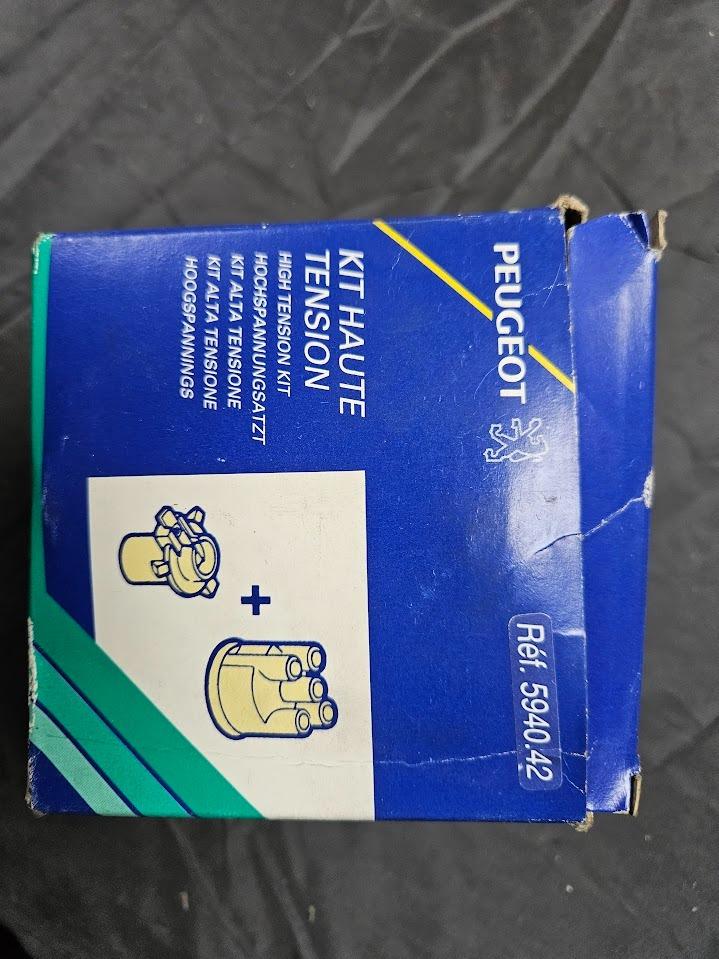 PEUGEOT
Réf. 5940.42
KIT HAUTE
TENSION
HIGH TENSION KIT
HOCHSPANNUNGSATZT
KIT ALTA TENSIONE
KIT ALTA TENSIONE
HOOGSPANNINGS
+